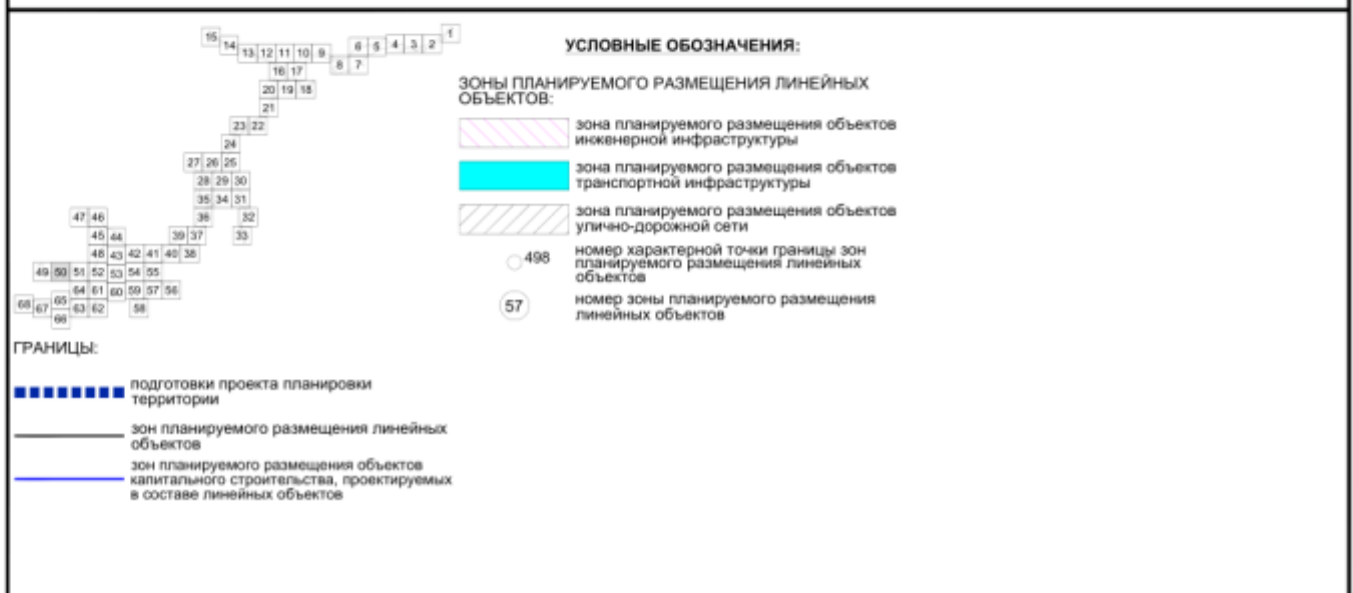 1
15 14 6 5 4 3 2
13 12 11 10 9 8 7
16 17
20 19 18
21
23 22
24
27 26 25
28 29 30
35 34 31
47 46 36 32
45 44 39 37 33
48 43 42 41 40 38
49 50 51 52 53 54 55
64 61 60 59 57 56
68 67 65 63 62 58
66
УСЛОВНЫЕ ОБОЗНАЧЕНИЯ:
ЗОНЫ ПЛАНИРУЕМОГО РАЗМЕЩЕНИЯ ЛИНЕЙНЫХ
ОБЪЕКТОВ:
зона планируемого размещения объектов
инженерной инфраструктуры
зона планируемого размещения объектов
транспортной инфраструктуры
зона планируемого размещения объектов
улично-дорожной сети
498
номер характерной точки границы зон
планируемого размещения линейных
объектов
57
номер зоны планируемого размещения
линейных объектов
ГРАНИЦЫ:
подготовки проекта планировки
территории
зон планируемого размещения линейных
объектов
зон планируемого размещения объектов
капитального строительства, проектируемых
в составе линейных объектов